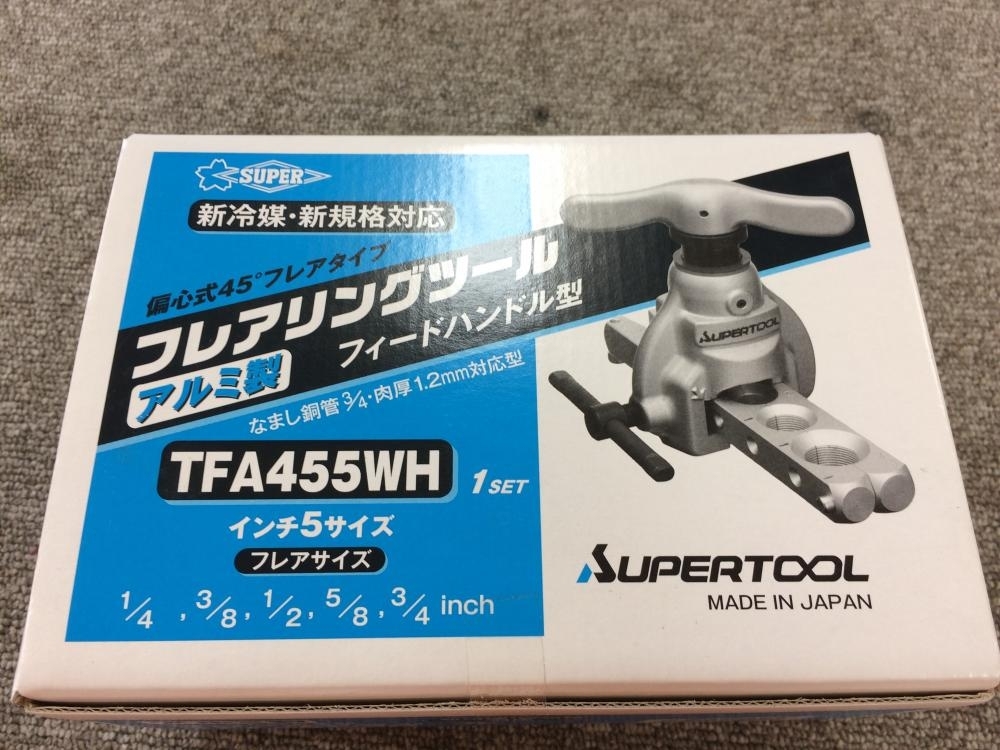 SUPER
新冷媒・新規格対応
偏心式45°フレアタイプ
フレアリングツール
アルミ製
フィードハンドル型
なまし銅管3/4・肉厚1.2mm対応型
TFA455WH 1SET
インチ5サイズ
フレアサイズ
1/4 , 3/8, 1/2, 5/8, 3/4 inch
SUPERTOOL
SUPERTOOL
MADE IN JAPAN